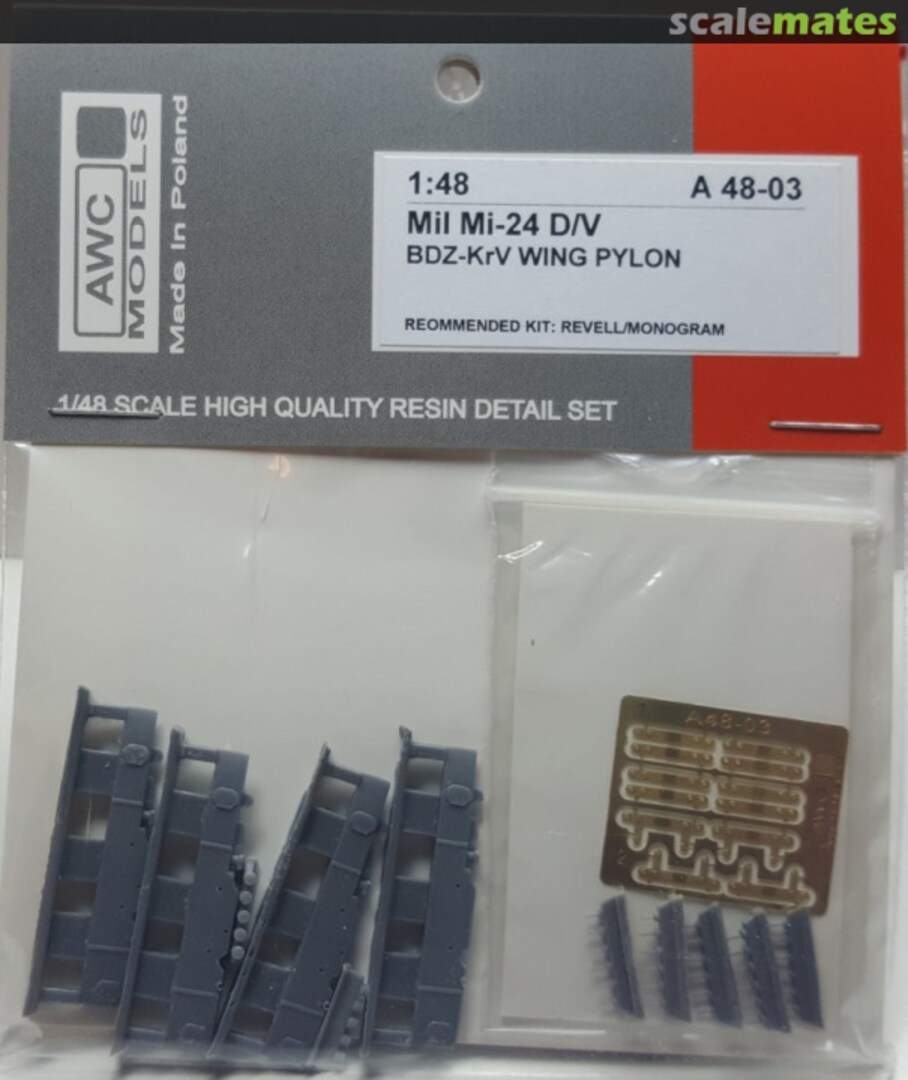 scalemates
AWC
MODELS
Made In Poland
1:48
A 48-03
Mil Mi-24 D/V
BDZ-KrV WING PYLON
REOMMENDED KIT: REVELL/MONOGRAM
1/48 SCALE HIGH QUALITY RESIN DETAIL SET
A48-03